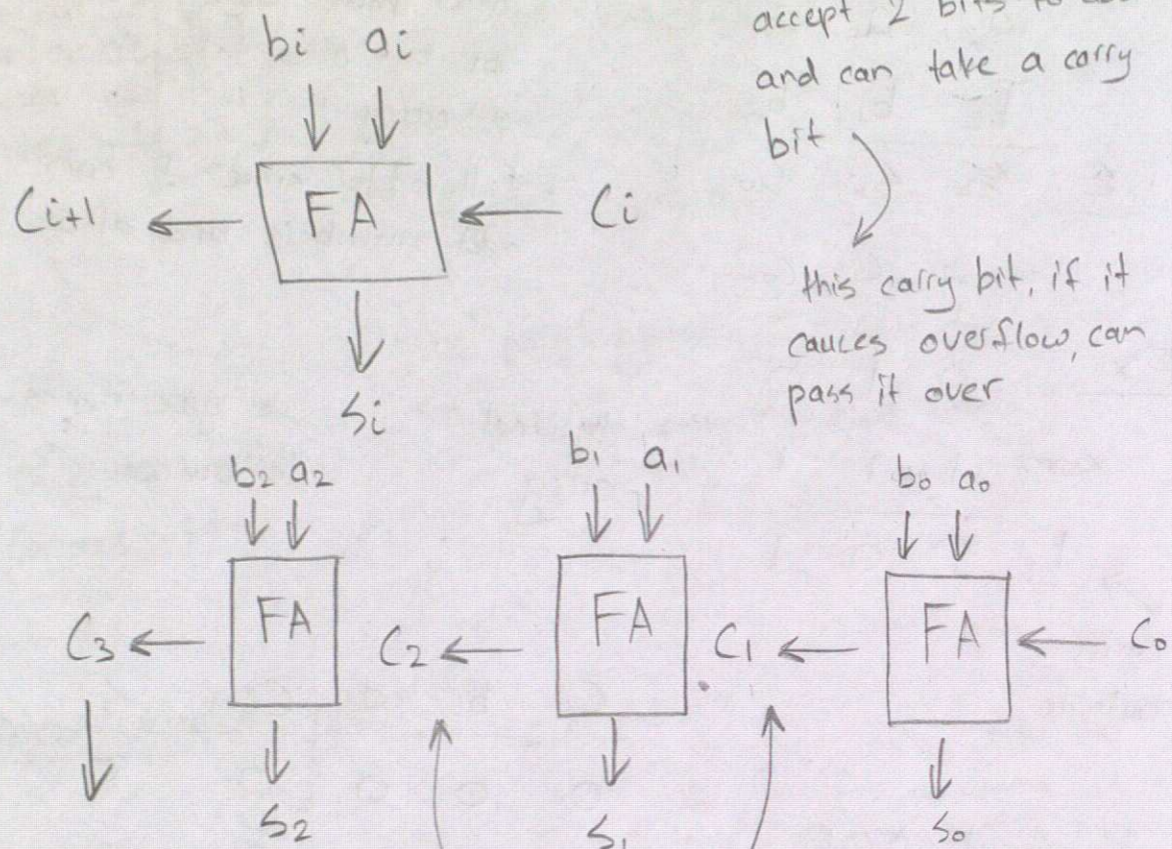 accept 2 bits to
and can take a carry
bit
bi ai
Ci+1 FA Ci
Si
this carry bit, if it
cauces overflow, can
pass it over
b2 a2 b1 a1 b0 a0
C3 FA C2 FA C1 FA C0
S2 S1 S0